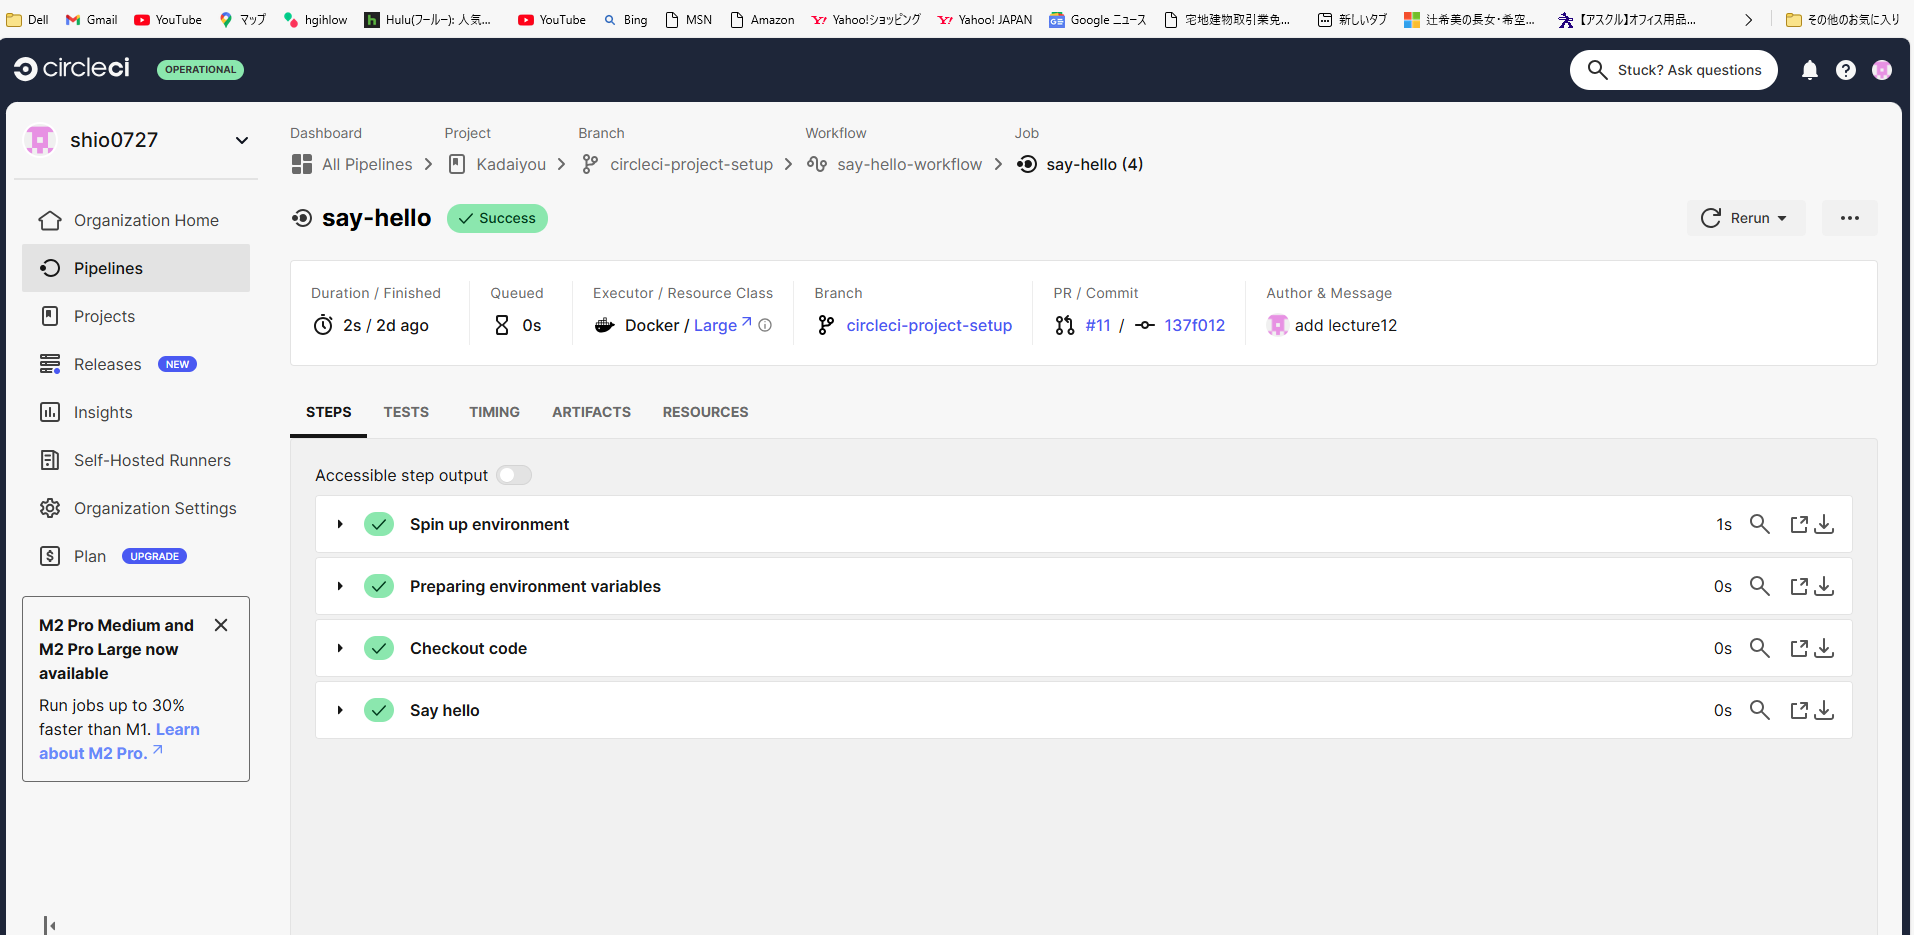 Dell Gmail YouTube マップ hgihlow Hulu(フールー): 人気... YouTube Bing MSN Amazon Yahoo!ショッピング Yahoo! JAPAN Google ニュース 宅地建物取引業免... 新しいタブ 辻希美の長女・希空... 【アスクル】オフィス用品... その他のお気に入り
circleci OPERATIONAL Stuck? Ask questions
shio0727
Dashboard Project Branch Workflow Job
All Pipelines Kadaiyou circleci-project-setup say-hello-workflow say-hello (4)
say-hello Success Rerun
Organization Home
Pipelines
Projects
Releases NEW
Insights
Self-Hosted Runners
Organization Settings
Plan UPGRADE
M2 Pro Medium and
M2 Pro Large now
available
Run jobs up to 30%
faster than M1. Learn
about M2 Pro.
Duration / Finished Queued Executor / Resource Class Branch PR / Commit Author & Message
2s / 2d ago 0s Docker / Large circleci-project-setup #11 / 137f012 add lecture12
STEPS TESTS TIMING ARTIFACTS RESOURCES
Accessible step output
Spin up environment 1s
Preparing environment variables 0s
Checkout code 0s
Say hello 0s